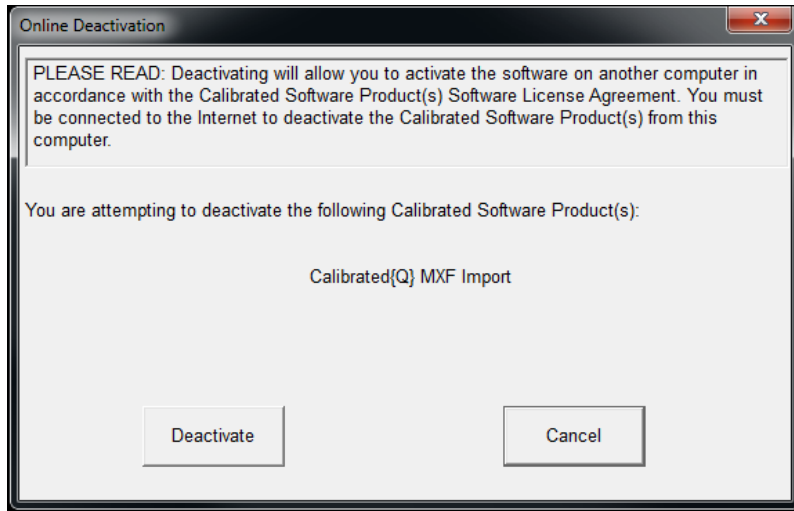 Online Deactivation
PLEASE READ: Deactivating will allow you to activate the software on another computer in
accordance with the Calibrated Software Product(s) Software License Agreement. You must
be connected to the Internet to deactivate the Calibrated Software Product(s) from this
computer.
You are attempting to deactivate the following Calibrated Software Product(s):
Calibrated{Q} MXF Import
Deactivate
Cancel